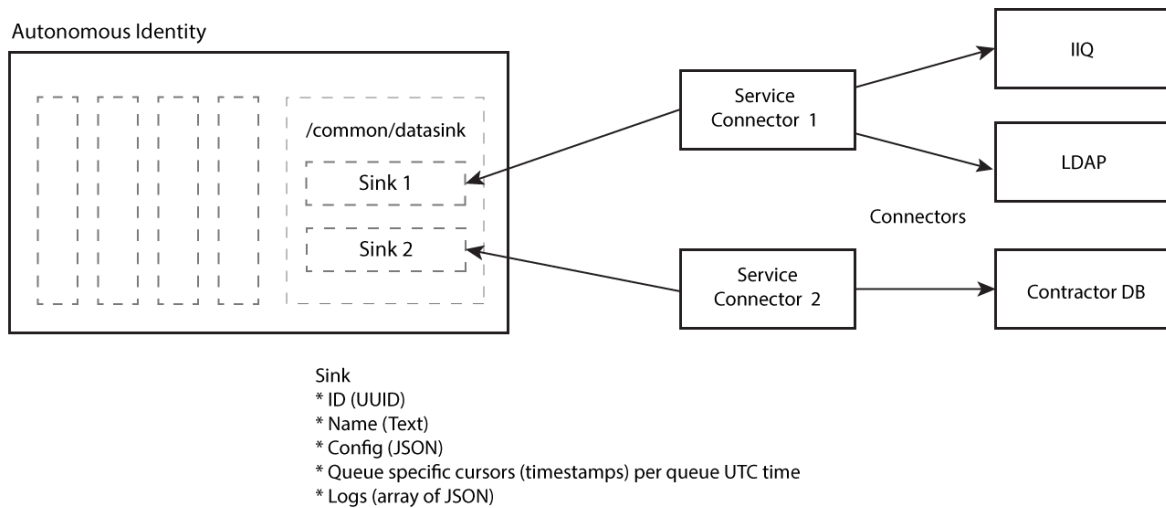 Autonomous Identity
/common/datasink
Sink 1
Sink 2
Service
Connector 1
Service
Connector 2
Connectors
IIQ
LDAP
Contractor DB
Sink
* ID (UUID)
* Name (Text)
* Config (JSON)
* Queue specific cursors (timestamps) per queue UTC time
* Logs (array of JSON)